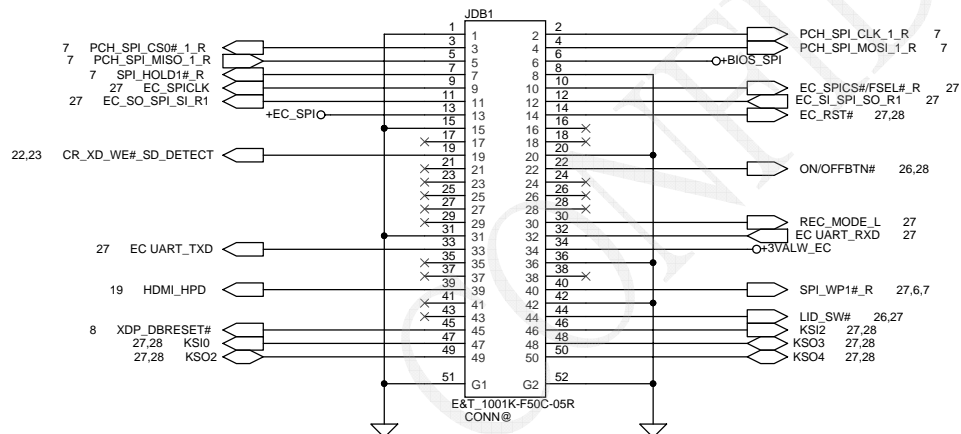 JDB1
1 1 2 2 PCH_SPI_CLK_1_R 7
7 PCH_SPI_CS0#_1_R 3 3 4 4 PCH_SPI_MOSI_1_R 7
7 PCH_SPI_MISO_1_R 5 5 6 6 +BIOS_SPI
7 SPI_HOLD1#_R 7 7 8 8
27 EC_SPICLK 9 9 10 10 EC_SPICS#/FSEL#_R 27
27 EC_SO_SPI_SI_R1 11 11 12 12 EC_SI_SPI_SO_R1 27
+EC_SPI 13 13 14 14 EC_RST# 27,28
15 15 16 16
17 17 18 18
22,23 CR_XD_WE#_SD_DETECT 19 19 20 20
21 21 22 22 ON/OFFBTN# 26,28
23 23 24 24
25 25 26 26
27 27 28 28
29 29 30 30 REC_MODE_L 27
31 31 32 32 EC UART_RXD 27
27 EC UART_TXD 33 33 34 34 +3VALW_EC
35 35 36 36
37 37 38 38
19 HDMI_HPD 39 39 40 40 SPI_WP1#_R 27,6,7
41 41 42 42
43 43 44 44 LID_SW# 26,27
8 XDP_DBRESET# 45 45 46 46 KSI2 27,28
27,28 KSI0 47 47 48 48 KSO3 27,28
27,28 KSO2 49 49 50 50 KSO4 27,28
51 G1 G2 52
E&T_1001K-F50C-05R
CONN@